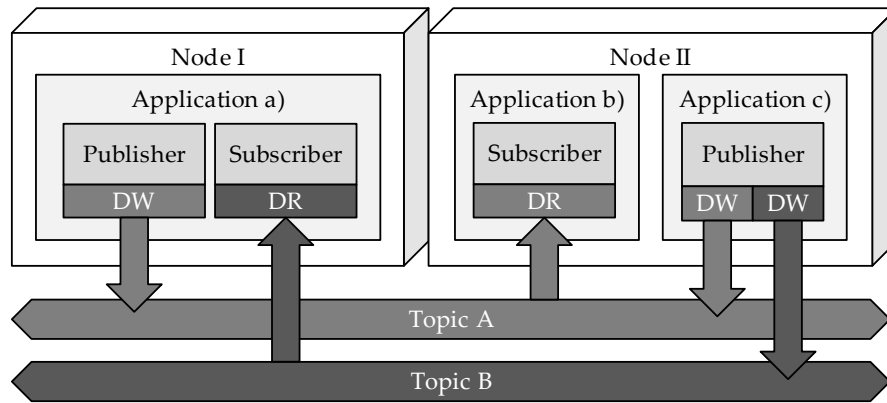 Node I
Node II
Application a)
Application b)
Application c)
Publisher
Subscriber
Subscriber
Publisher
DW
DR
DR
DW
DW
Topic A
Topic B